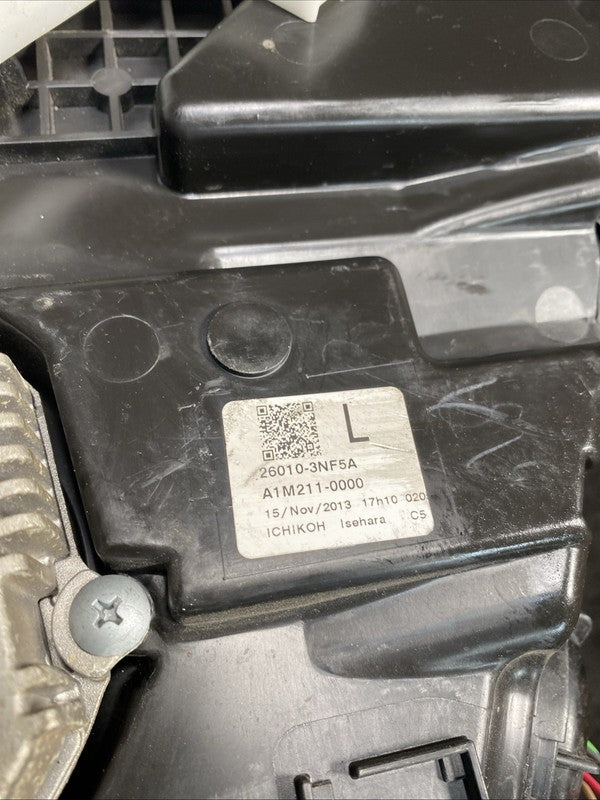 L
26010-3NF5A
A1M211-0000
15/Nov/2013 17h10 020
ICHIKOH Isehara C5